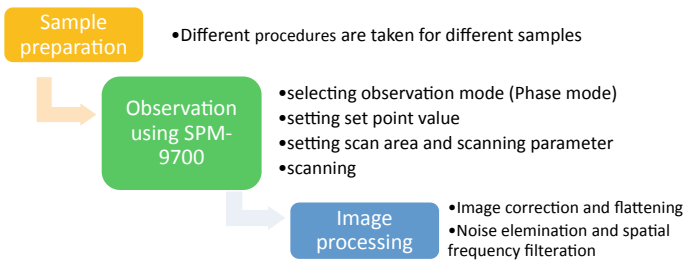 Sample
preparation
•Different procedures are taken for different samples
Observation
using SPM-
9700
•selecting observation mode (Phase mode)
•setting set point value
•setting scan area and scanning parameter
•scanning
Image
processing
•Image correction and flattening
•Noise elemination and spatial
frequency filteration